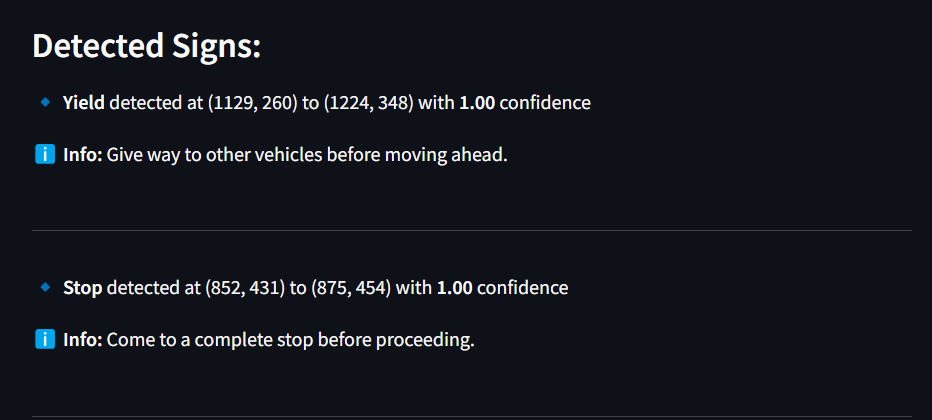 Detected Signs:
Yield detected at (1129, 260) to (1224, 348) with 1.00 confidence
Info: Give way to other vehicles before moving ahead.
Stop detected at (852, 431) to (875, 454) with 1.00 confidence
Info: Come to a complete stop before proceeding.